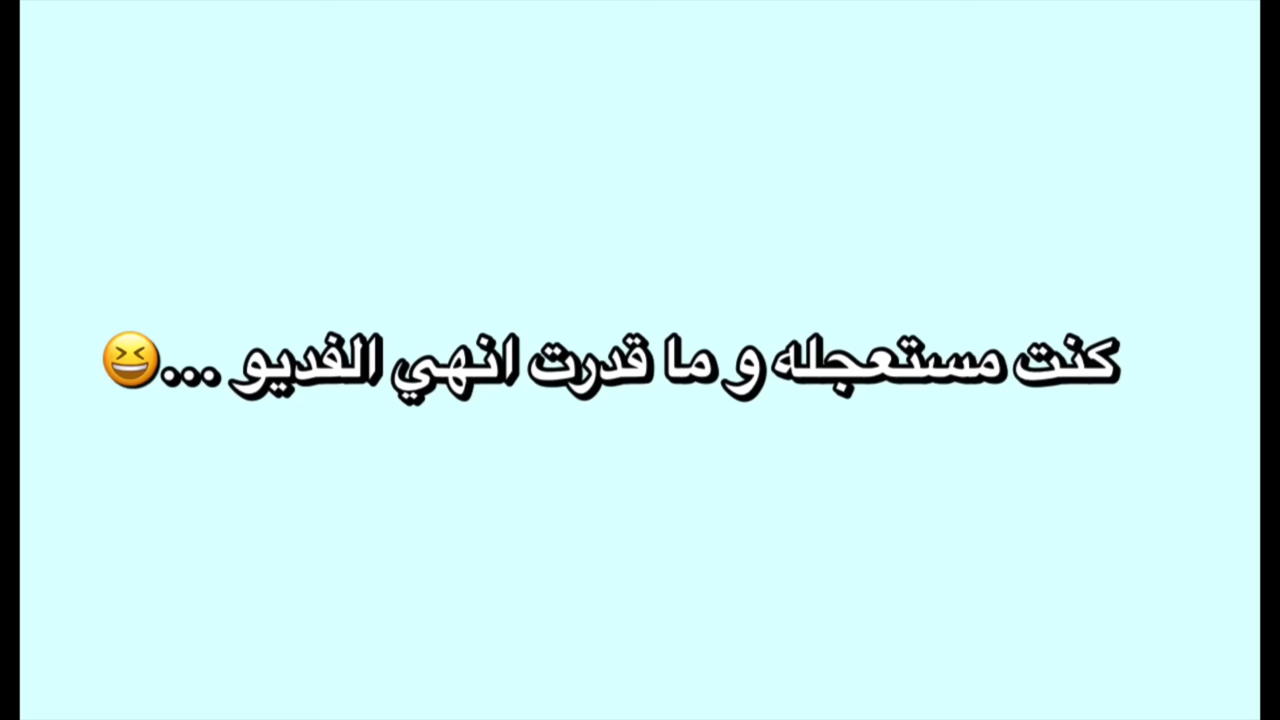 كنت مستعجله و ما قدرت انهي الفديو ...😆